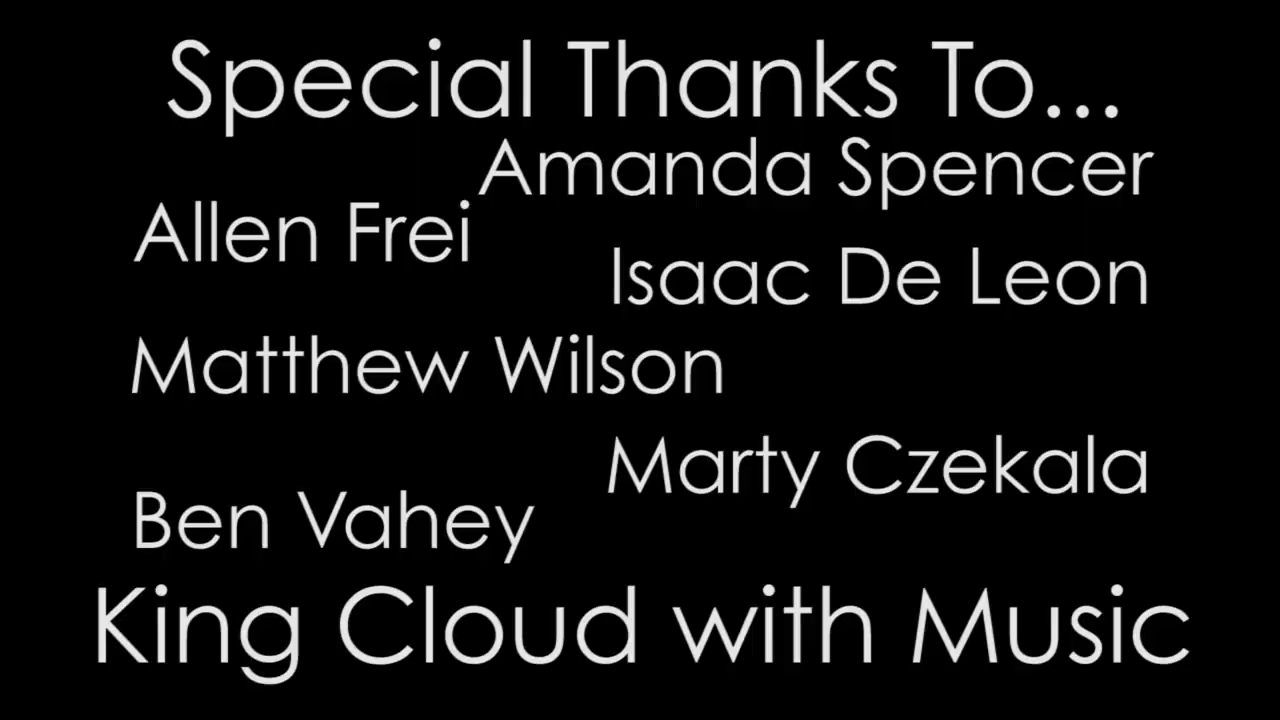 Special Thanks To...
Amanda Spencer
Allen Frei
Isaac De Leon
Matthew Wilson
Marty Czekala
Ben Vahey
King Cloud with Music